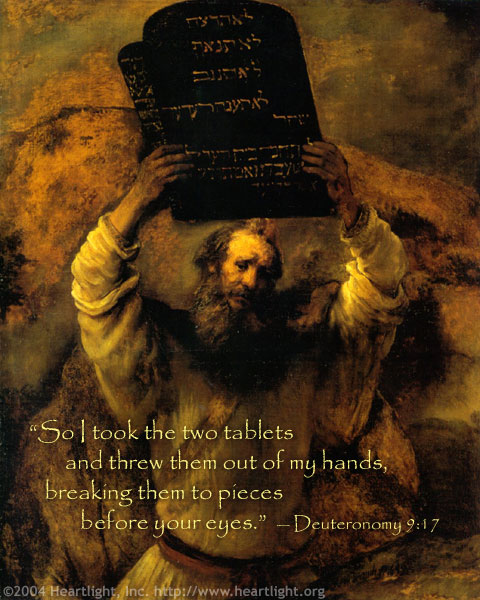 לא תרצח
לא תנאף
לא תגנב
לא תענה ברעך עד
שקר
“So I took the two tablets
and threw them out of my hands,
breaking them to pieces
before your eyes.” — Deuteronomy 9:17
©2004 Heartlight, Inc. http://www.heartlight.org